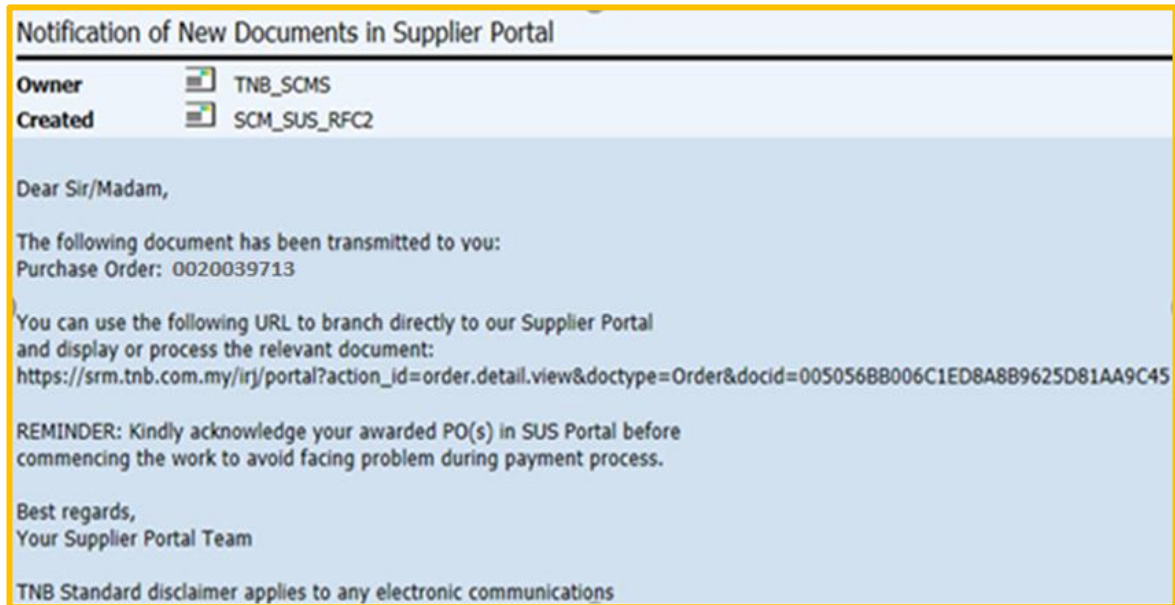 Notification of New Documents in Supplier Portal
Owner TNB_SCMS
Created SCM_SUS_RFC2
Dear Sir/Madam,
The following document has been transmitted to you:
Purchase Order: 0020039713
You can use the following URL to branch directly to our Supplier Portal
and display or process the relevant document:
https://srm.tnb.com.my/irj/portal?action_id=order.detail.view&doctype=Order&docid=005056BB006C1ED8A8B9625D81AA9C45
REMINDER: Kindly acknowledge your awarded PO(s) in SUS Portal before
commencing the work to avoid facing problem during payment process.
Best regards,
Your Supplier Portal Team
TNB Standard disclaimer applies to any electronic communications